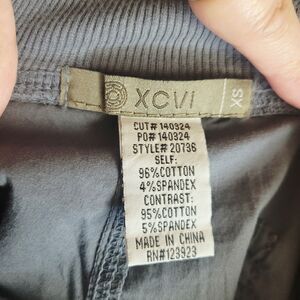 XCVI
XS
CUT# 140324
PO# 140324
STYLE# 20736
SELF:
96%COTTON
4%SPANDEX
CONTRAST:
95%COTTON
5%SPANDEX
MADE IN CHINA
RN#123923